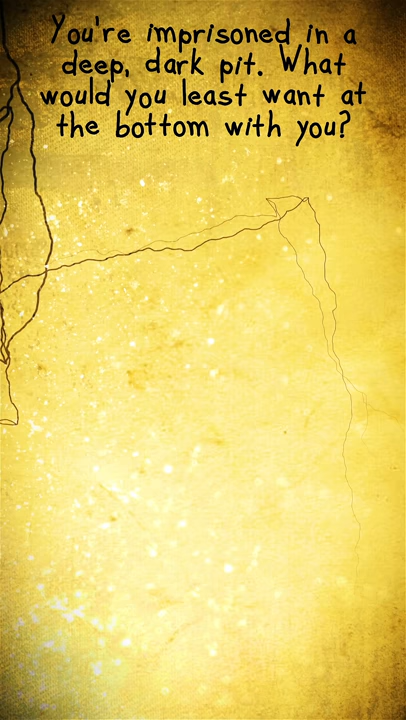 You're imprisoned in a
deep, dark pit. What
would you least want at
the bottom with you?